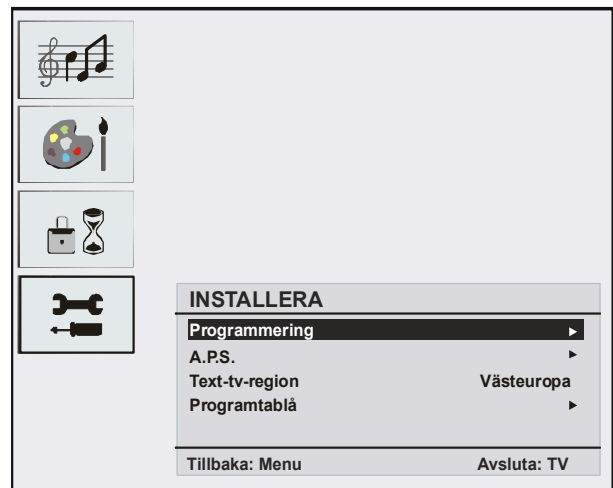 INSTALLERA
Programmering
A.P.S.
Text-tv-region Västeuropa
Programtablå
Tillbaka: Menu Avsluta: TV